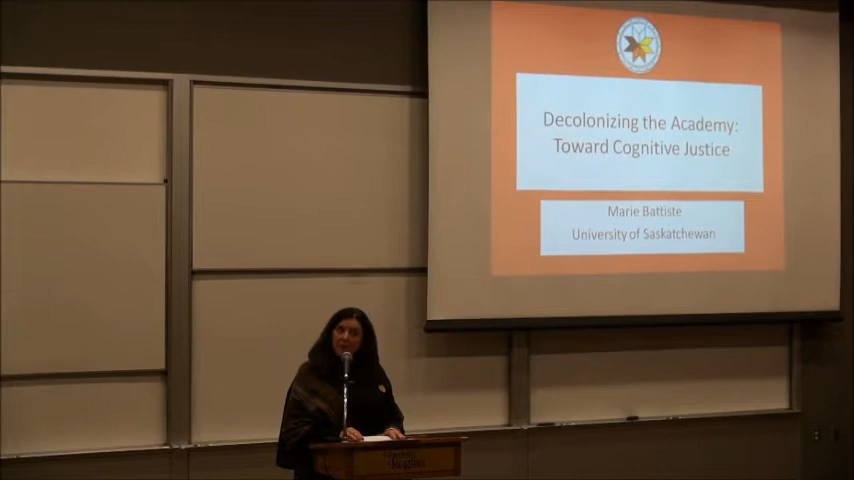 Decolonizing the Academy:
Toward Cognitive Justice
Marie Battiste
University of Saskatchewan